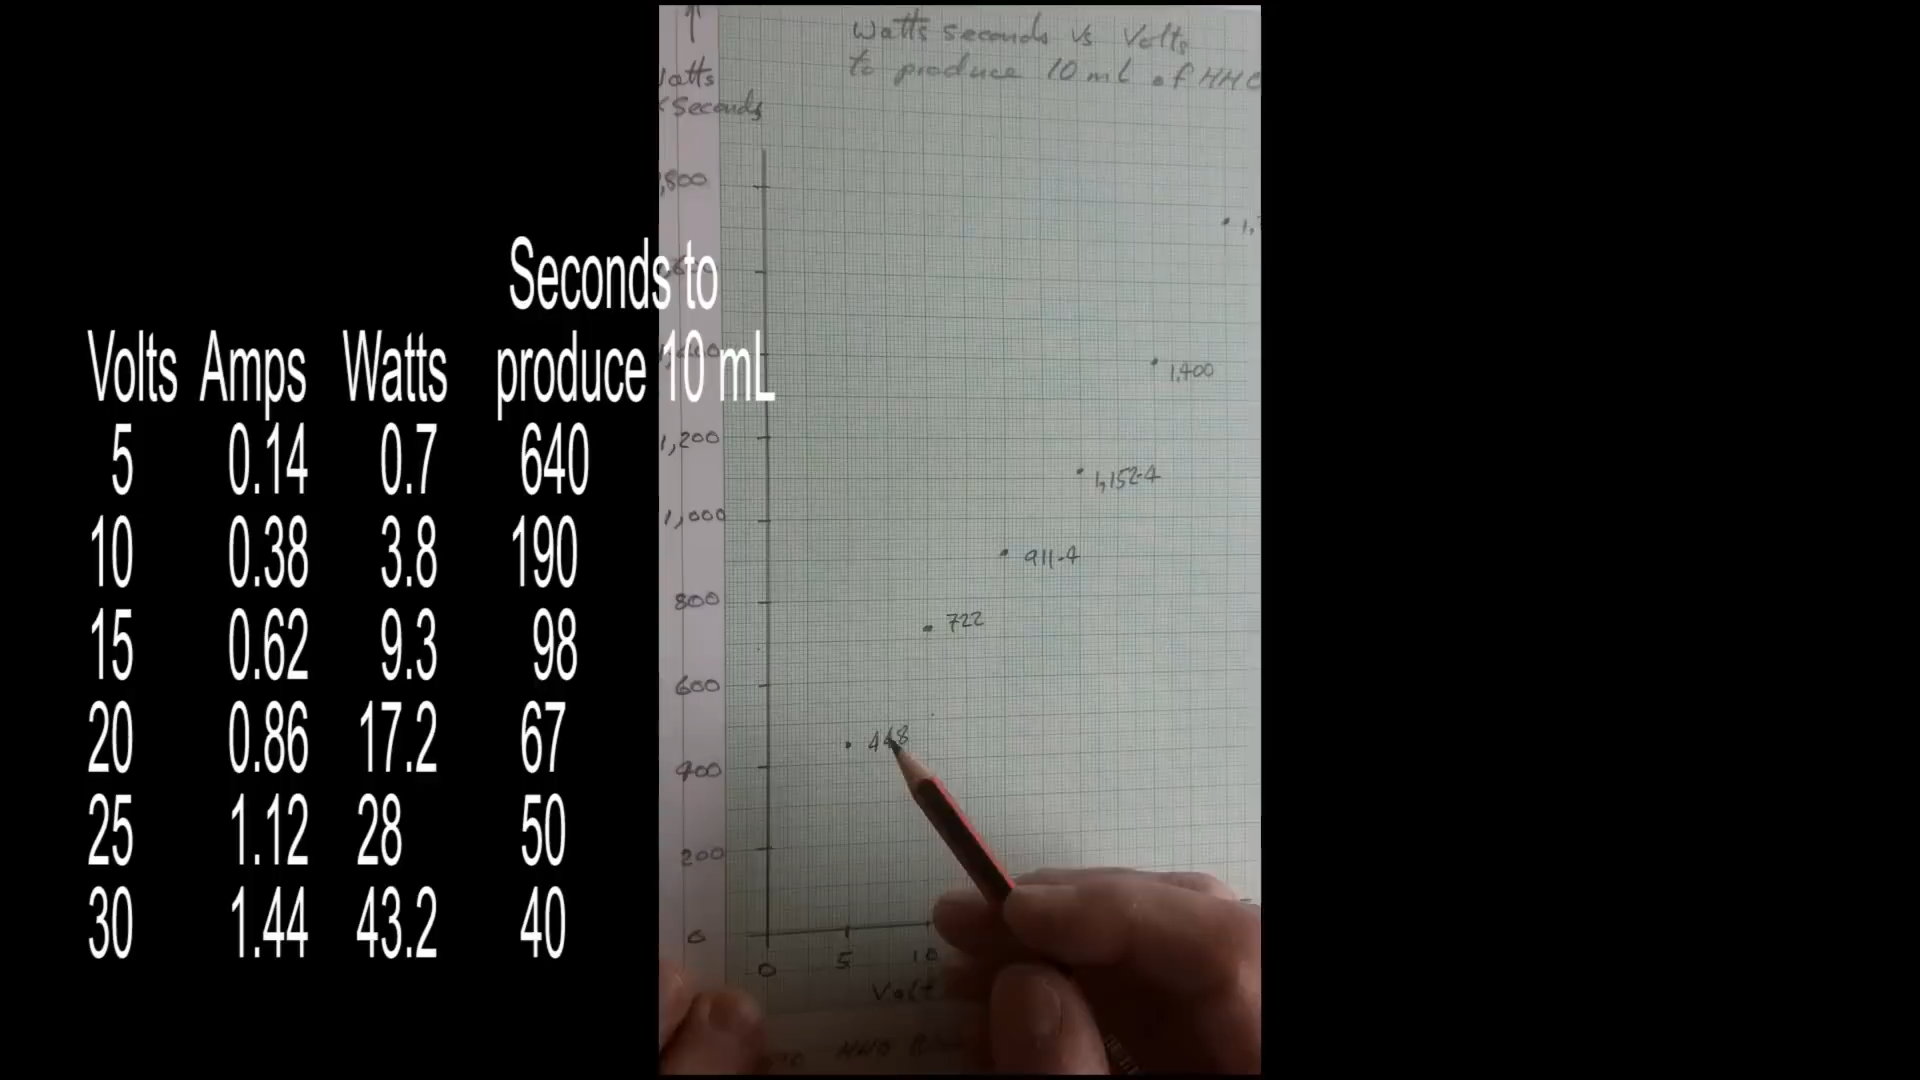 Seconds to
Volts Amps Watts produce 10 mL
5 0.14 0.7 640
10 0.38 3.8 190
15 0.62 9.3 98
20 0.86 17.2 67
25 1.12 28 50
30 1.44 43.2 40
Watts seconds vs Volts
to produce 10 mL of HHO
Seconds
1,400
1,200
1,152.4
1,000
911.4
800
722
600
448
400
200
0
0 5 10
Volt